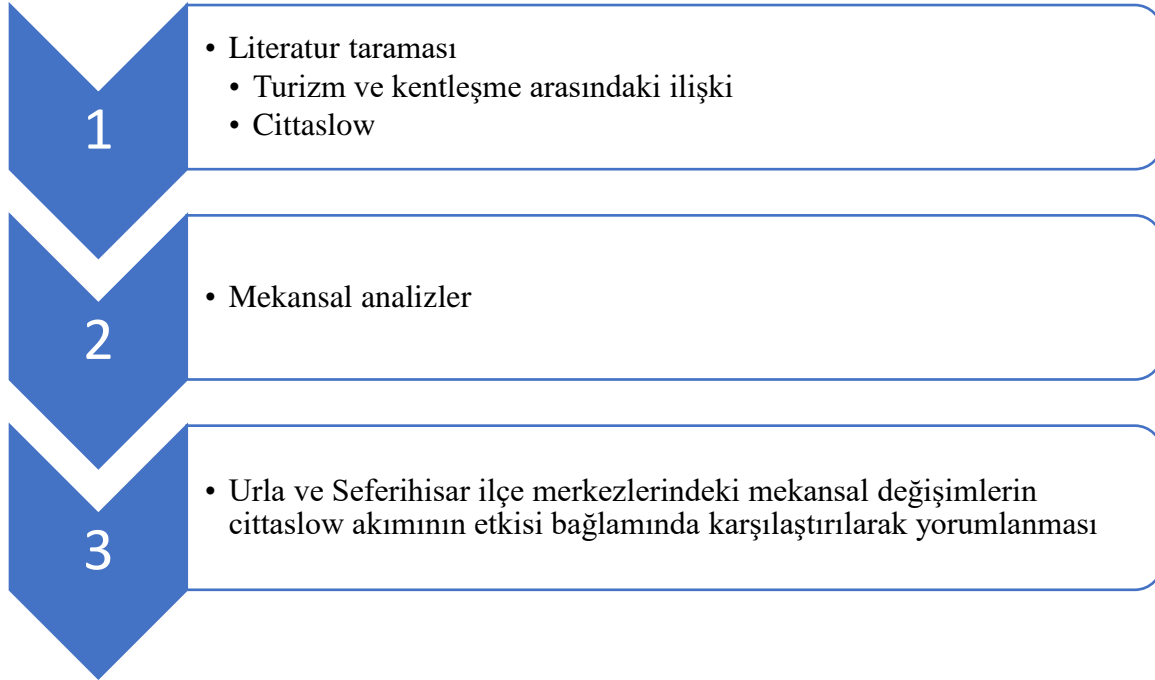 1
• Literatur taraması
• Turizm ve kentleşme arasındaki ilişki
• Cittaslow
2
• Mekansal analizler
3
• Urla ve Seferihisar ilçe merkezlerindeki mekansal değişimlerin
cittaslow akımının etkisi bağlamında karşılaştırılarak yorumlanması